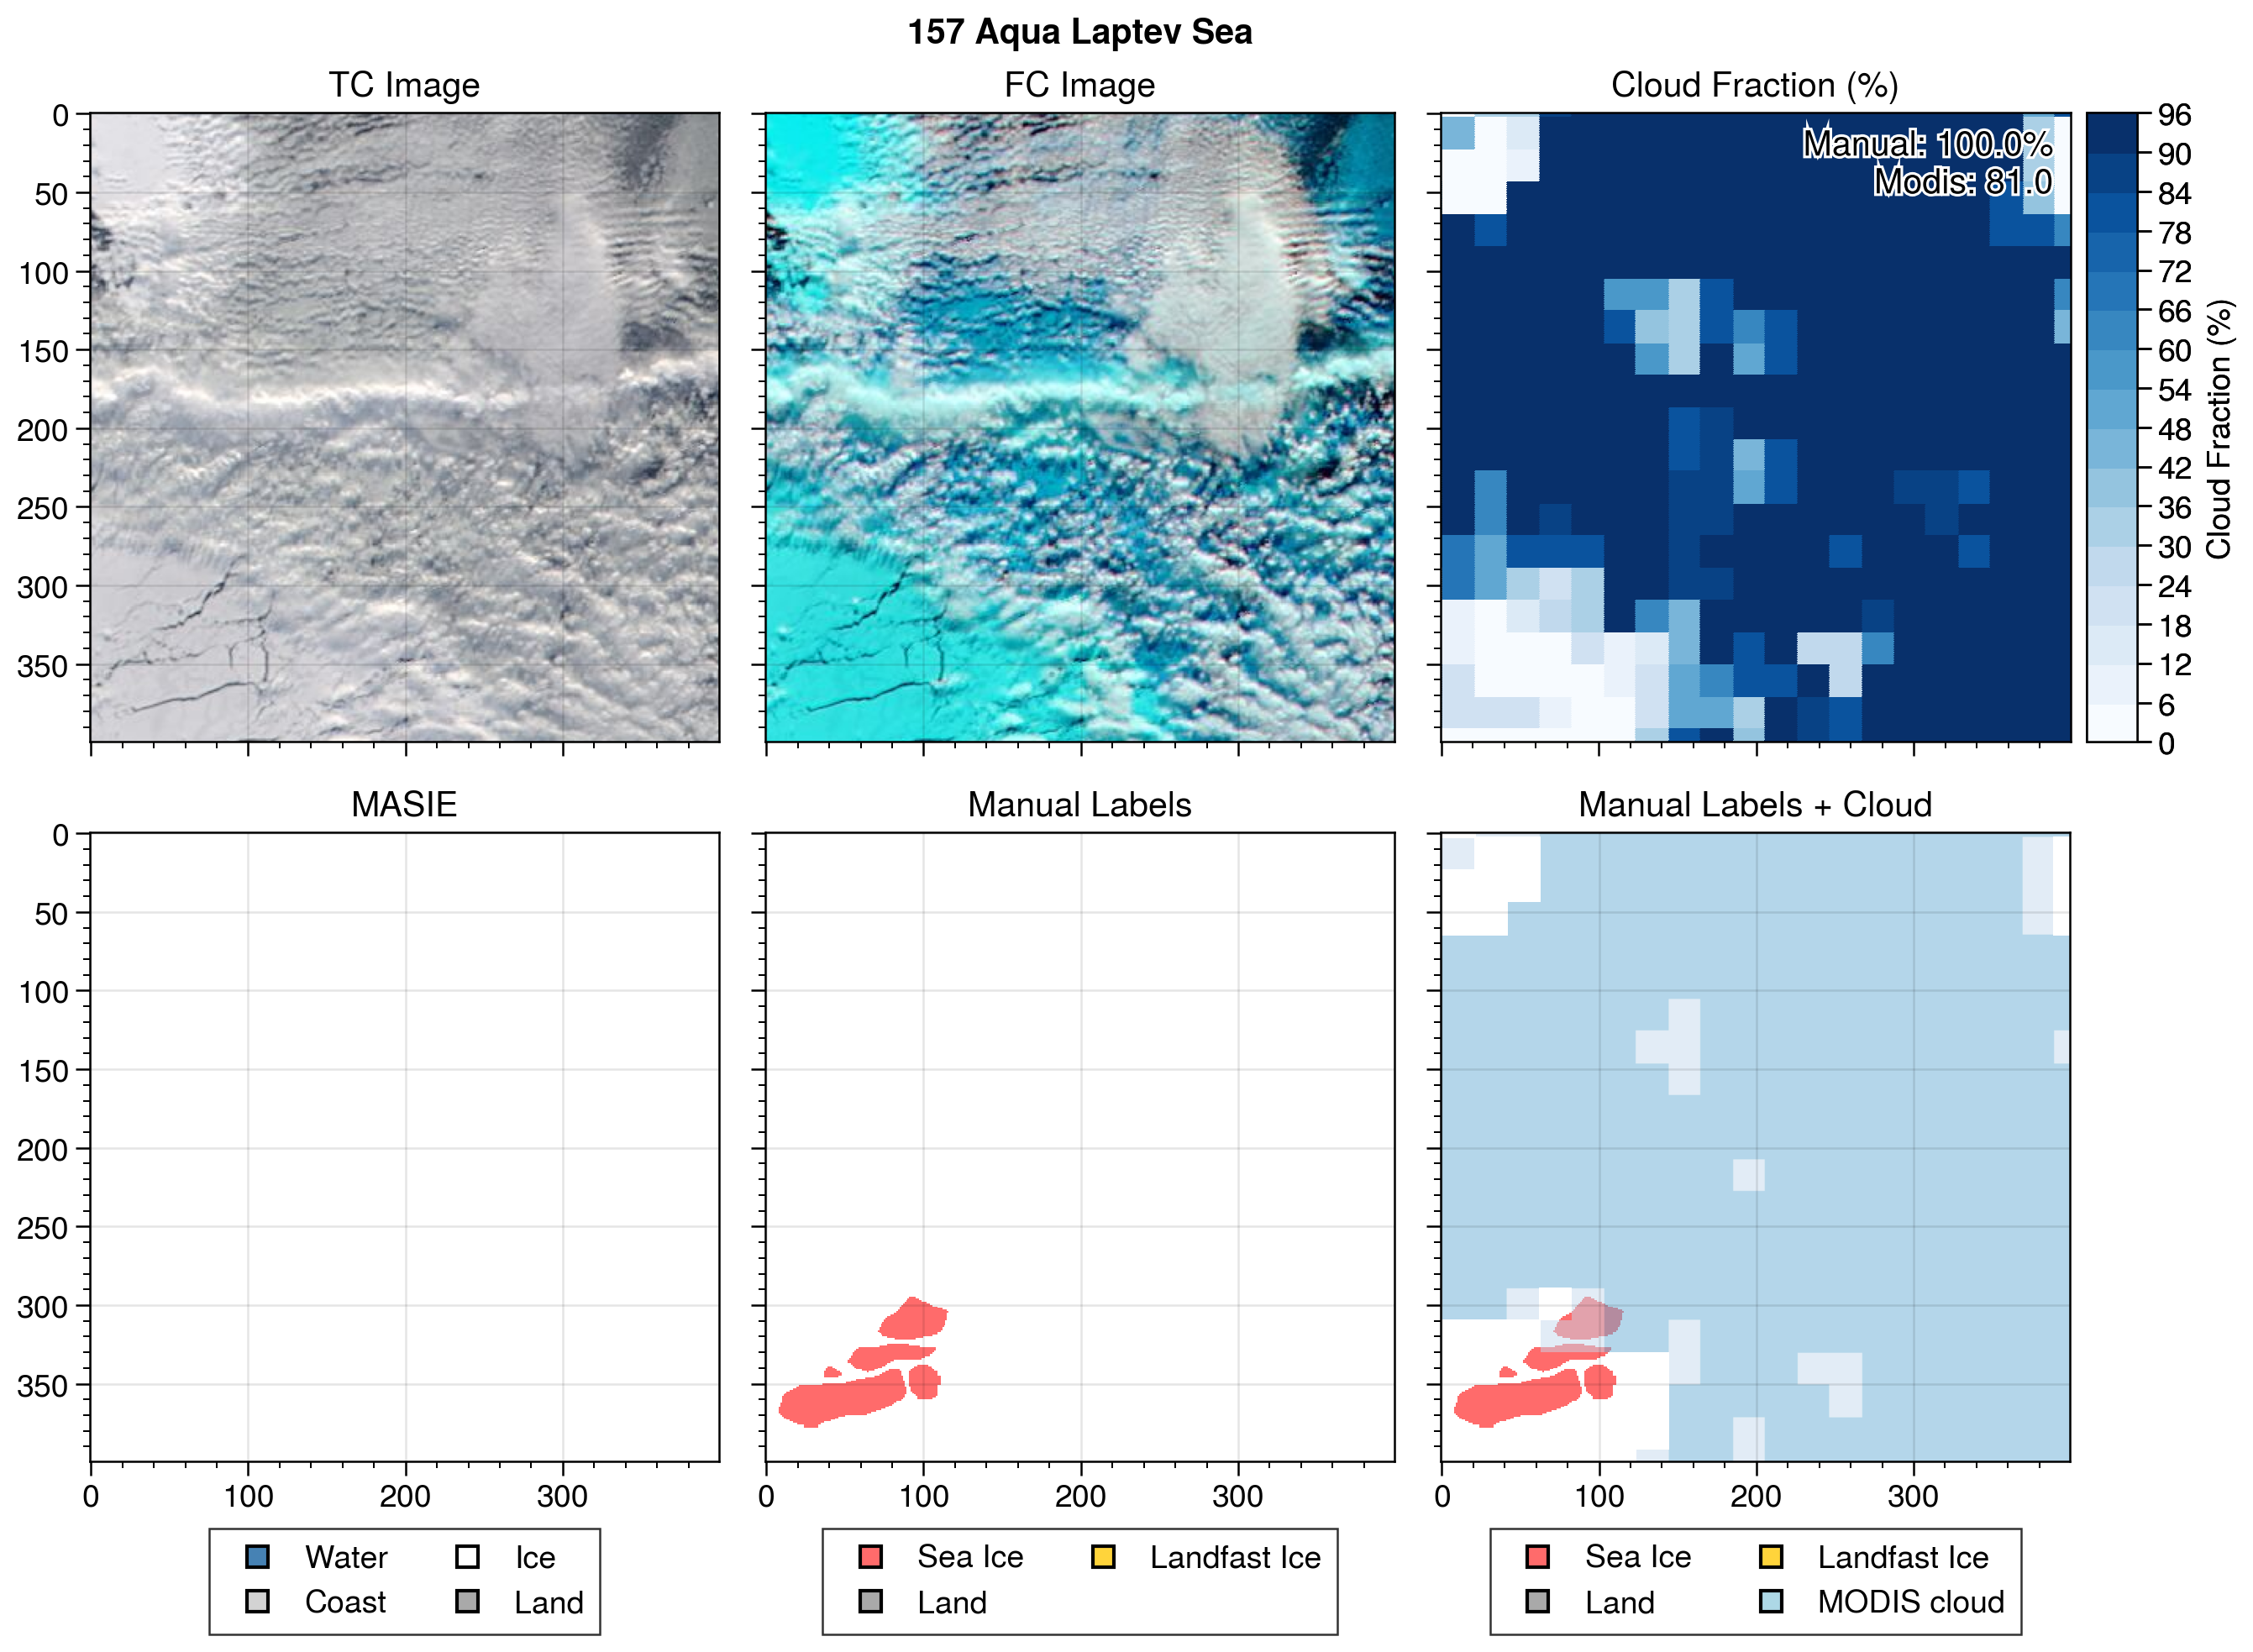 157 Aqua Laptev Sea
TC Image
FC Image
Cloud Fraction (%)
0
50
100
150
200
250
300
350
Manual: 100.0%
Modis: 81.0
96
90
84
78
72
66
60
54
48
42
36
30
24
18
12
6
0
Cloud Fraction (%)
MASIE
Manual Labels
Manual Labels + Cloud
0
50
100
150
200
250
300
350
0 100 200 300
0 100 200 300
0 100 200 300
Water Ice
Coast Land
Sea Ice Landfast Ice
Land
Sea Ice Landfast Ice
Land MODIS cloud